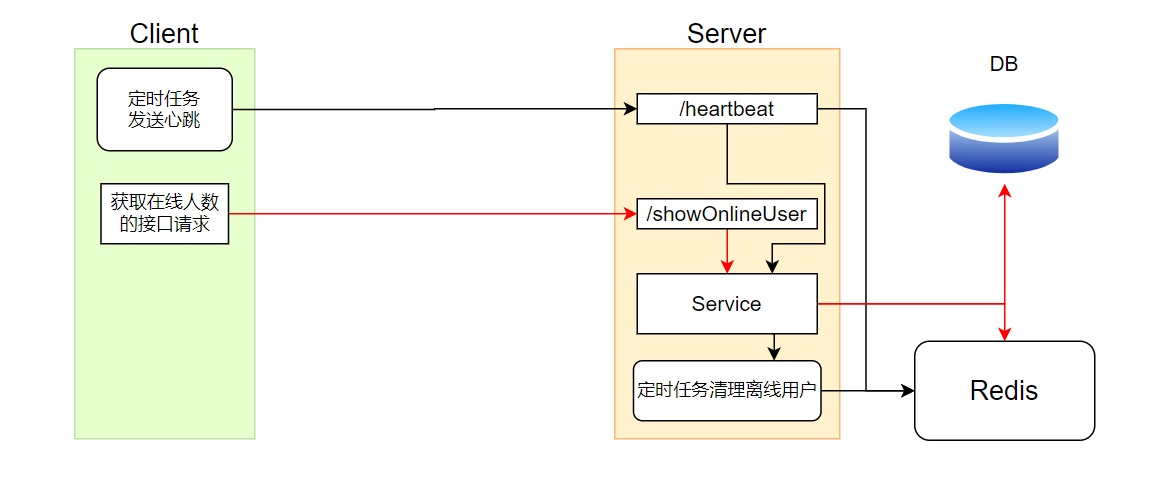 Client
Server
DB
定时任务
发送心跳
/heartbeat
获取在线人数
的接口请求
/showOnlineUser
Service
定时任务清理离线用户
Redis